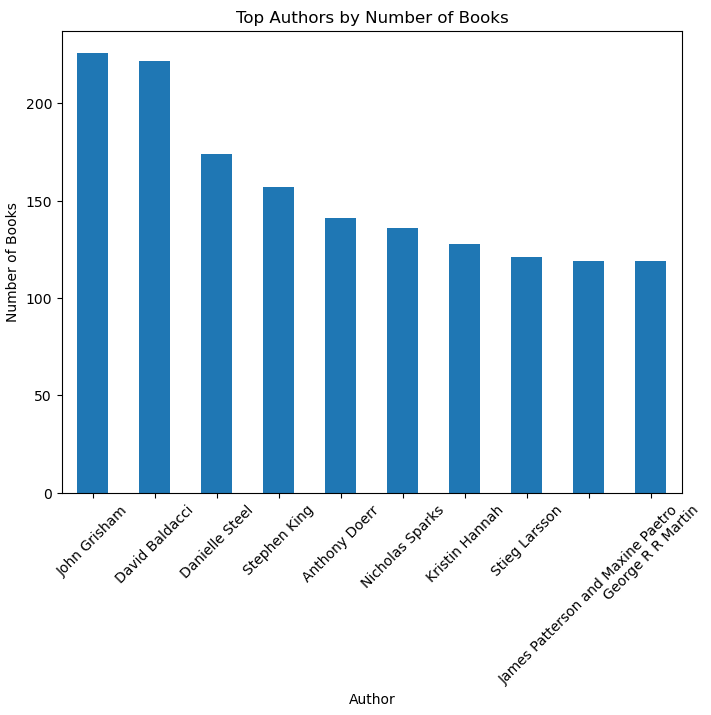 Top Authors by Number of Books
Number of Books
200
150
100
50
0
John Grisham
David Baldacci
Danielle Steel
Stephen King
Anthony Doerr
Nicholas Sparks
Kristin Hannah
Stieg Larsson
James Patterson and Maxine Paetro
George R R Martin
Author